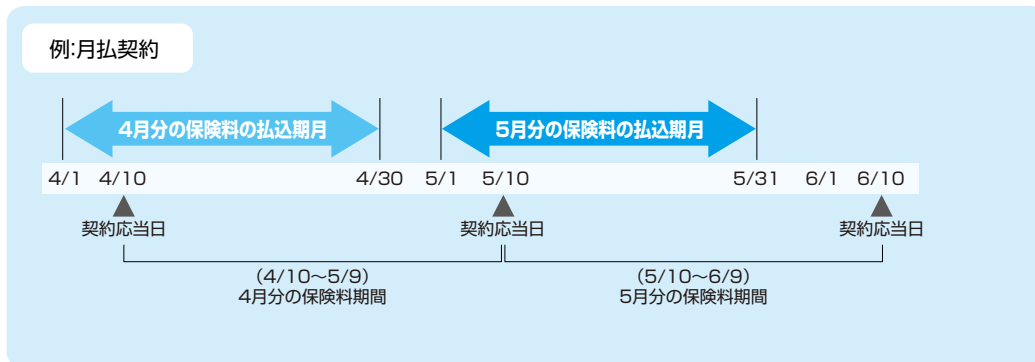 例:月払契約
4月分の保険料の払込期月 5月分の保険料の払込期月
4/1 4/10 4/30 5/1 5/10 5/31 6/1 6/10
契約応当日 契約応当日 契約応当日
(4/10～5/9) (5/10～6/9)
4月分の保険料期間 5月分の保険料期間